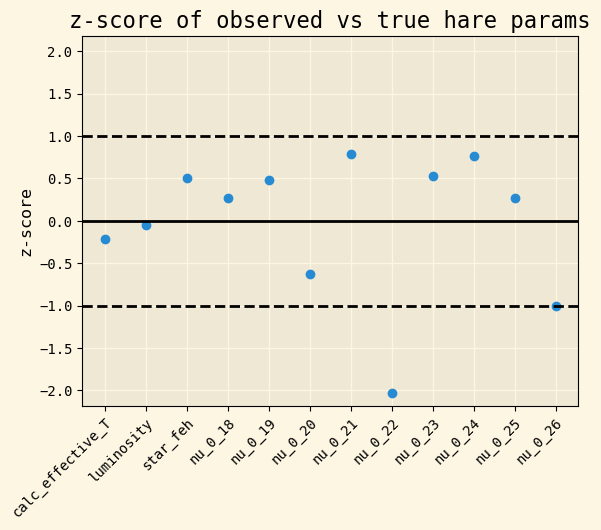 z-score of observed vs true hare params
z-score
2.0
1.5
1.0
0.5
0.0
−0.5
−1.0
−1.5
−2.0
calc_effective_T
luminosity
star_feh
nu_0_18
nu_0_19
nu_0_20
nu_0_21
nu_0_22
nu_0_23
nu_0_24
nu_0_25
nu_0_26